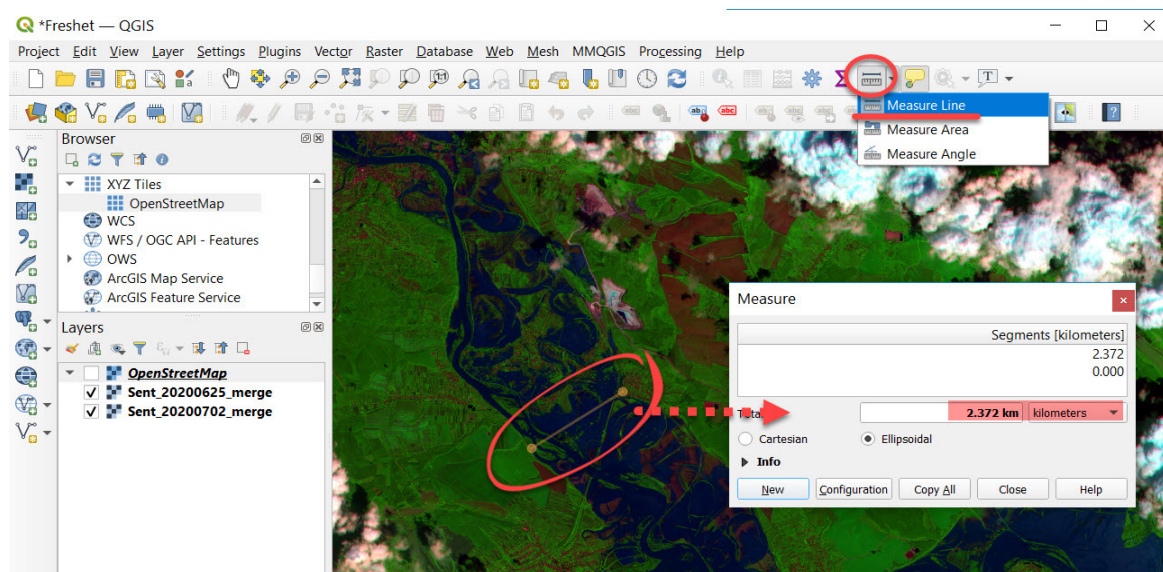 *Freshet — QGIS
Project Edit View Layer Settings Plugins Vector Raster Database Web Mesh MMQGIS Processing Help
Measure Line
Measure Area
Measure Angle
Browser
XYZ Tiles
OpenStreetMap
WCS
WFS / OGC API - Features
OWS
ArcGIS Map Service
ArcGIS Feature Service
Layers
OpenStreetMap
Sent_20200625_merge
Sent_20200702_merge
Measure
Segments [kilometers]
2.372
0.000
2.372 km kilometers
Cartesian Ellipsoidal
Info
New Configuration Copy All Close Help